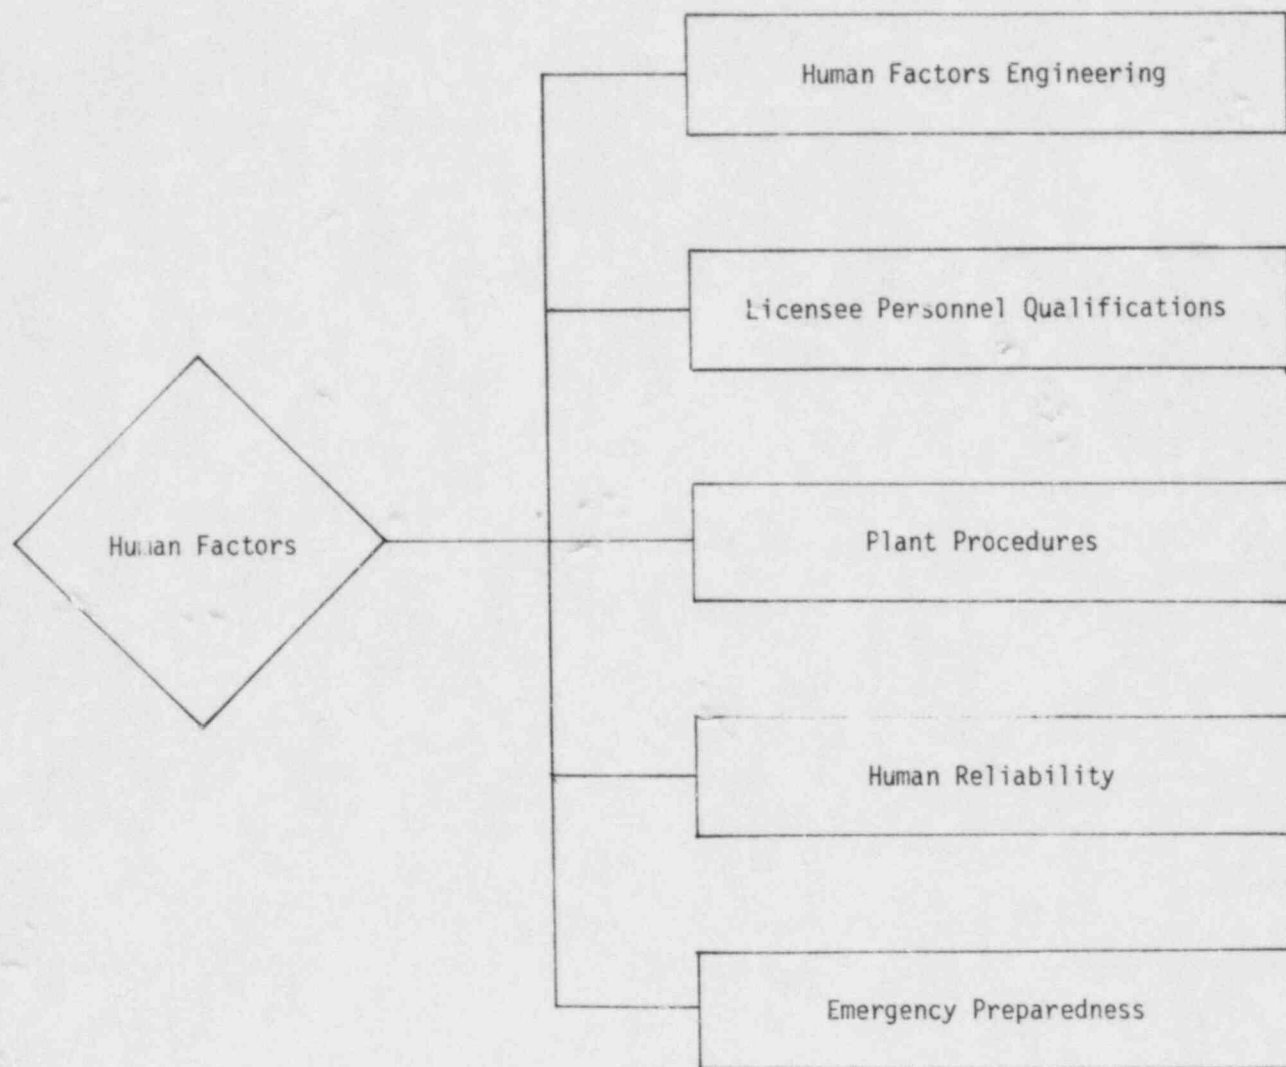 Human Factors Engineering
Licensee Personnel Qualifications
Human Factors
Plant Procedures
Human Reliability
Emergency Preparedness